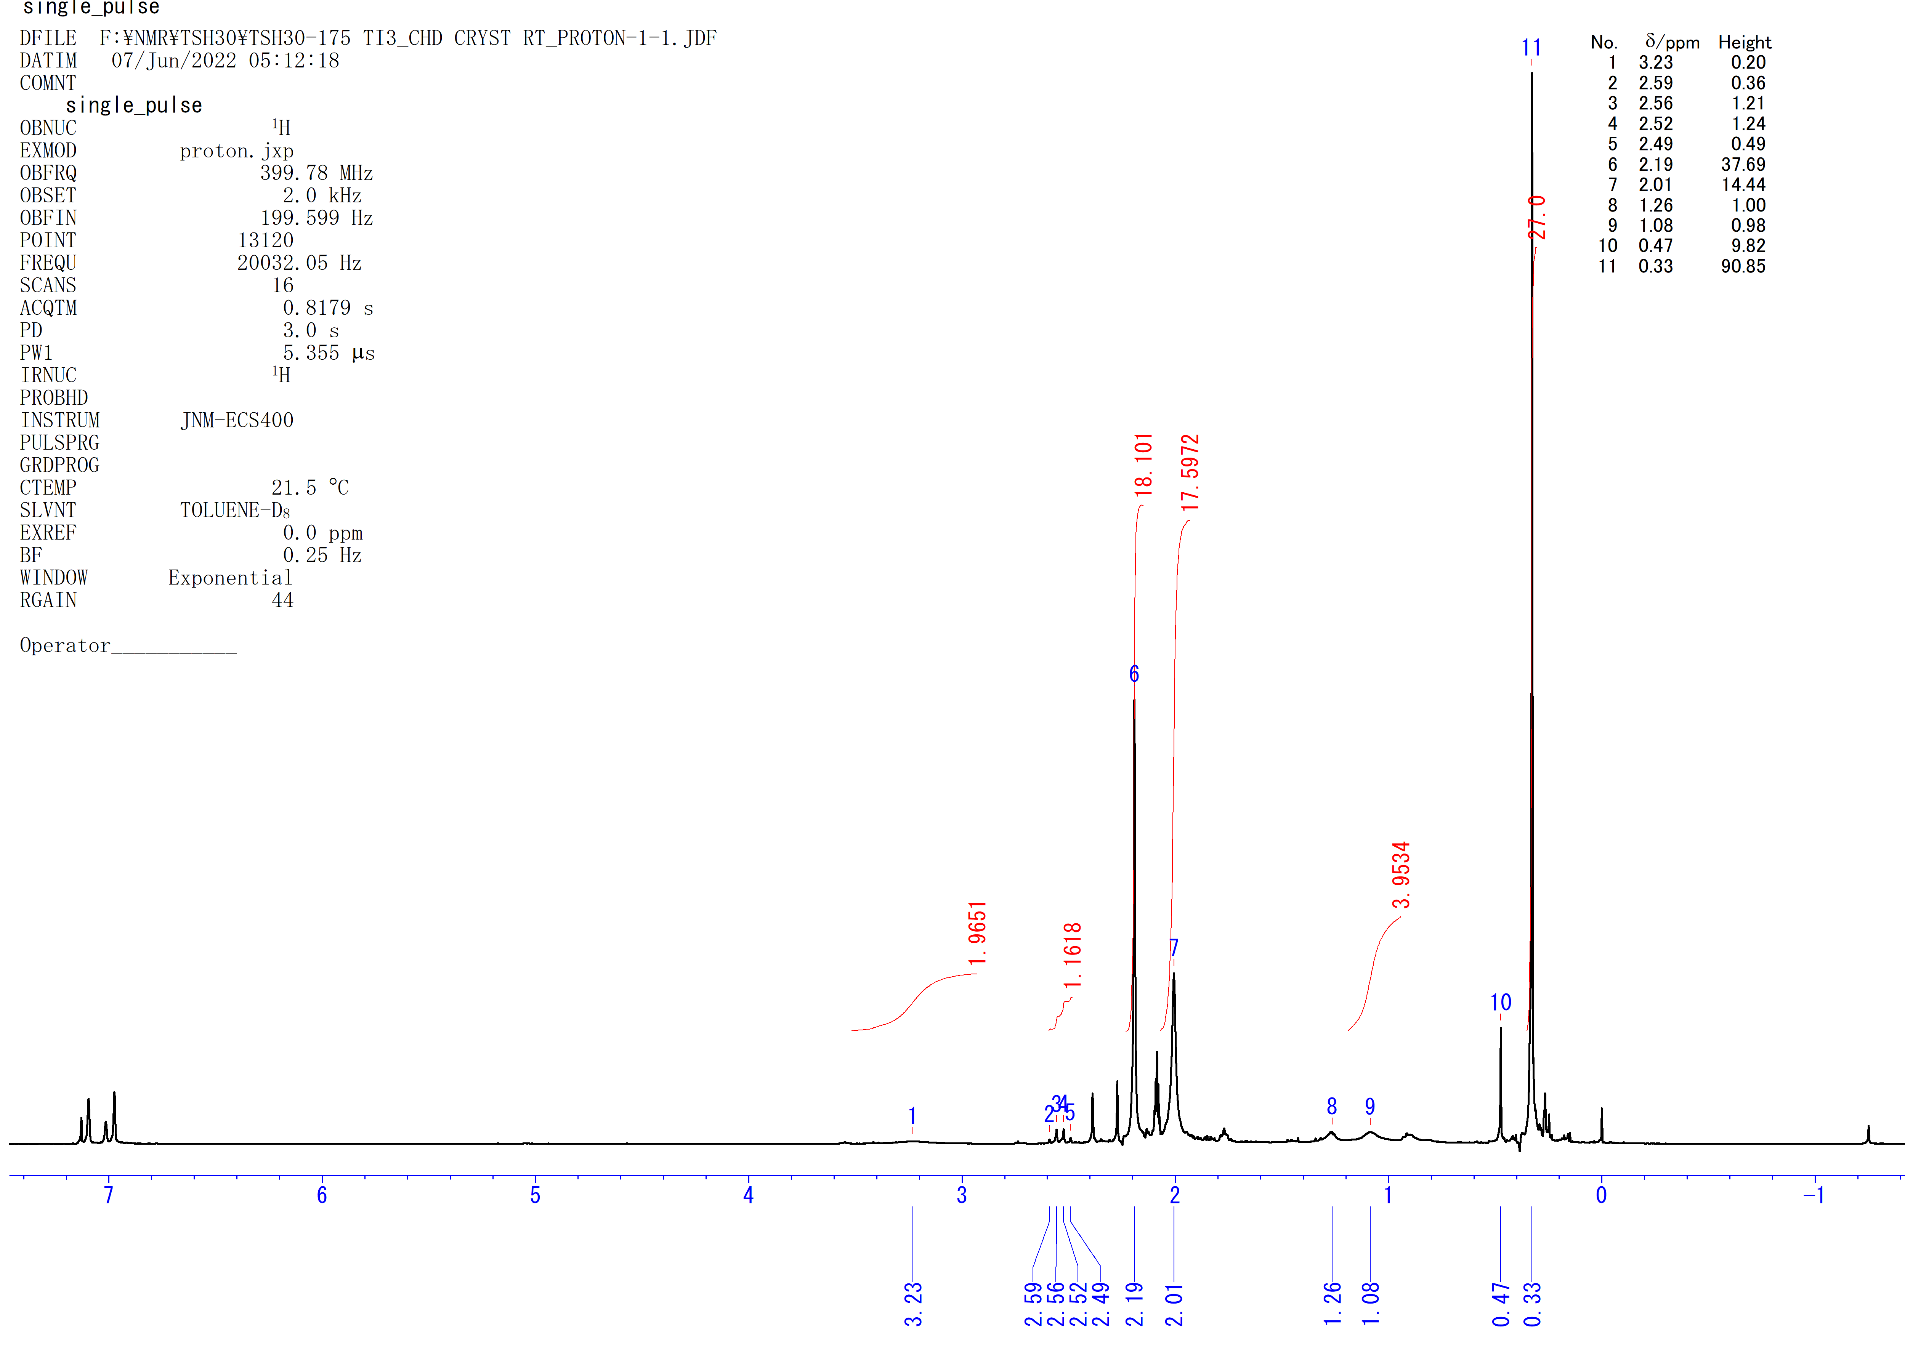 single_pulse
DFILE F:¥NMR¥TSH30¥TSH30-175 TI3_CHD CRYST RT_PROTON-1-1.JDF
DATIM 07/Jun/2022 05:12:18
COMNT
single_pulse
OBNUC 1H
EXMOD proton.jxp
OBFRQ 399.78 MHz
OBSET 2.0 kHz
OBFIN 199.599 Hz
POINT 13120
FREQU 20032.05 Hz
SCANS 16
ACQTM 0.8179 s
PD 3.0 s
PW1 5.355 μs
IRNUC 1H
PROBHD
INSTRUM JNM-ECS400
PULSPRG
GRDPROG
CTEMP 21.5 °C
SLVNT TOLUENE-D8
EXREF 0.0 ppm
BF 0.25 Hz
WINDOW Exponential
RGAIN 44
Operator___________
No. δ/ppm Height
1 3.23 0.20
2 2.59 0.36
3 2.56 1.21
4 2.52 1.24
5 2.49 0.49
6 2.19 37.69
7 2.01 14.44
8 1.26 1.00
9 1.08 0.98
10 0.47 9.82
11 0.33 90.85
11
27.0
18.101
17.5972
6
3.9534
1.9651
1.1618
7
10
1
2
3
4
5
8
9
7 6 5 4 3 2 1 0 -1
3.23
2.59
2.56
2.52
2.49
2.19
2.01
1.26
1.08
0.47
0.33